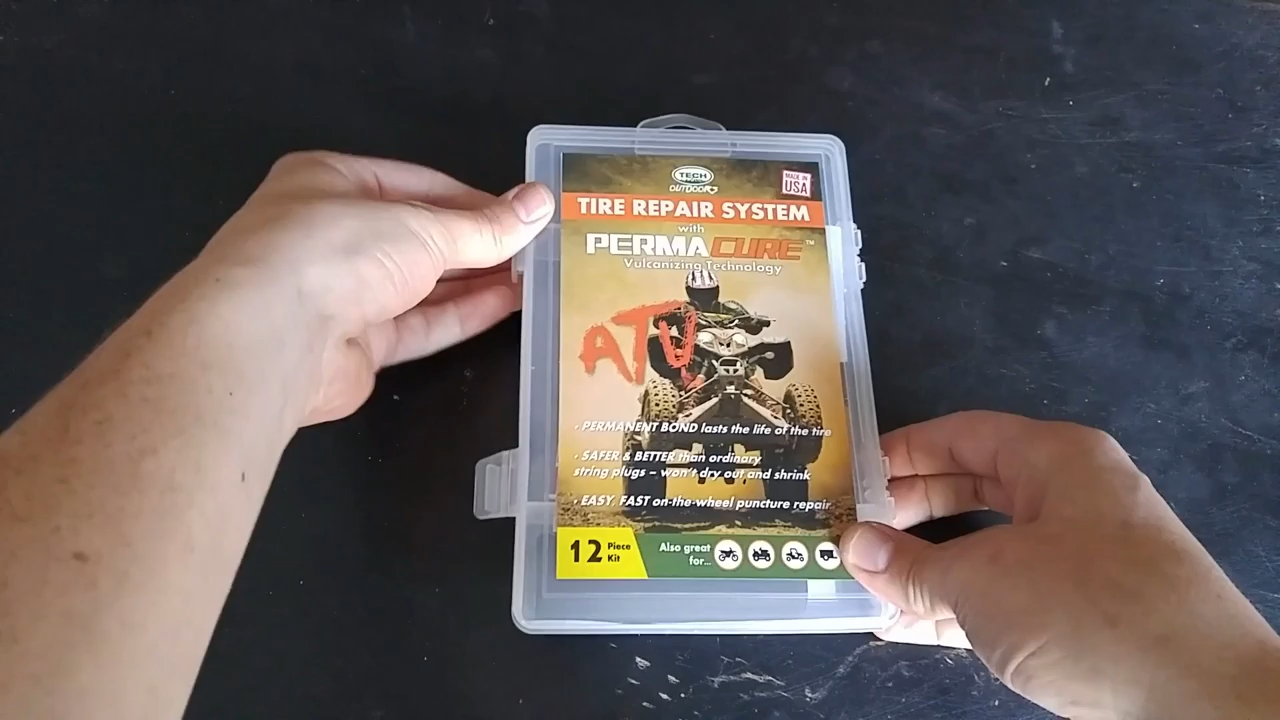 TECH
OUTDOORS
MADE IN
USA
TIRE REPAIR SYSTEM
with
PERMACURE™
Vulcanizing Technology
ATV
• PERMANENT BOND lasts the life of the tire
• SAFER & BETTER than ordinary
string plugs – won't dry out and shrink
• EASY, FAST on-the-wheel puncture repair
12 Piece
Kit
Also great
for...